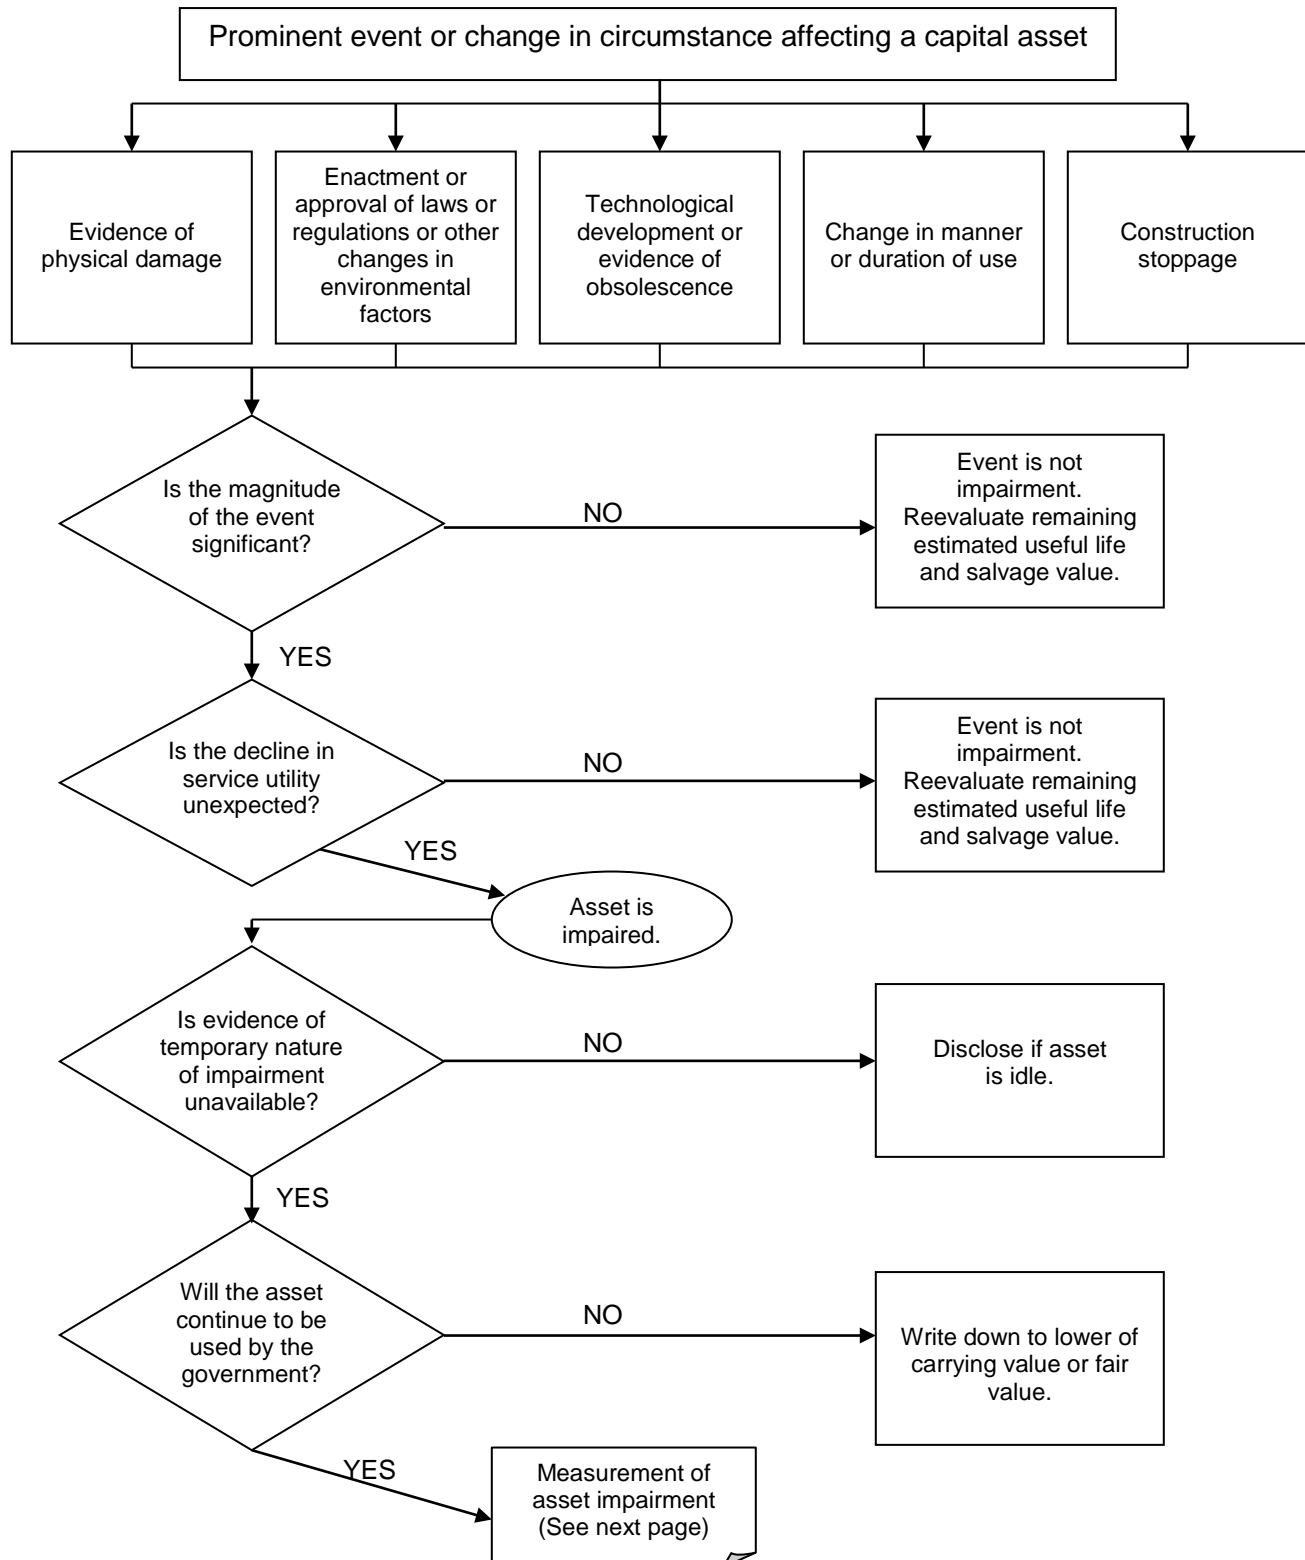 Prominent event or change in circumstance affecting a capital asset
Evidence of
physical damage
Enactment or
approval of laws or
regulations or other
changes in
environmental
factors
Technological
development or
evidence of
obsolescence
Change in manner
or duration of use
Construction
stoppage
Is the magnitude
of the event
significant?
NO
Event is not
impairment.
Reevaluate remaining
estimated useful life
and salvage value.
YES
Is the decline in
service utility
unexpected?
NO
Event is not
impairment.
Reevaluate remaining
estimated useful life
and salvage value.
YES
Asset is
impaired.
Is evidence of
temporary nature
of impairment
unavailable?
NO
Disclose if asset
is idle.
YES
Will the asset
continue to be
used by the
government?
NO
Write down to lower of
carrying value or fair
value.
YES
Measurement of
asset impairment
(See next page)